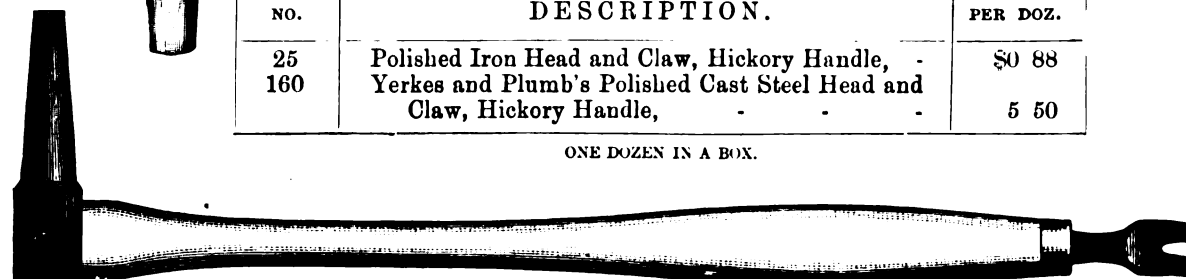 NO. DESCRIPTION. PER DOZ.
25 Polished Iron Head and Claw, Hickory Handle, - $0 88
160 Yerkes and Plumb's Polished Cast Steel Head and
Claw, Hickory Handle, - - - 5 50
ONE DOZEN IN A BOX.